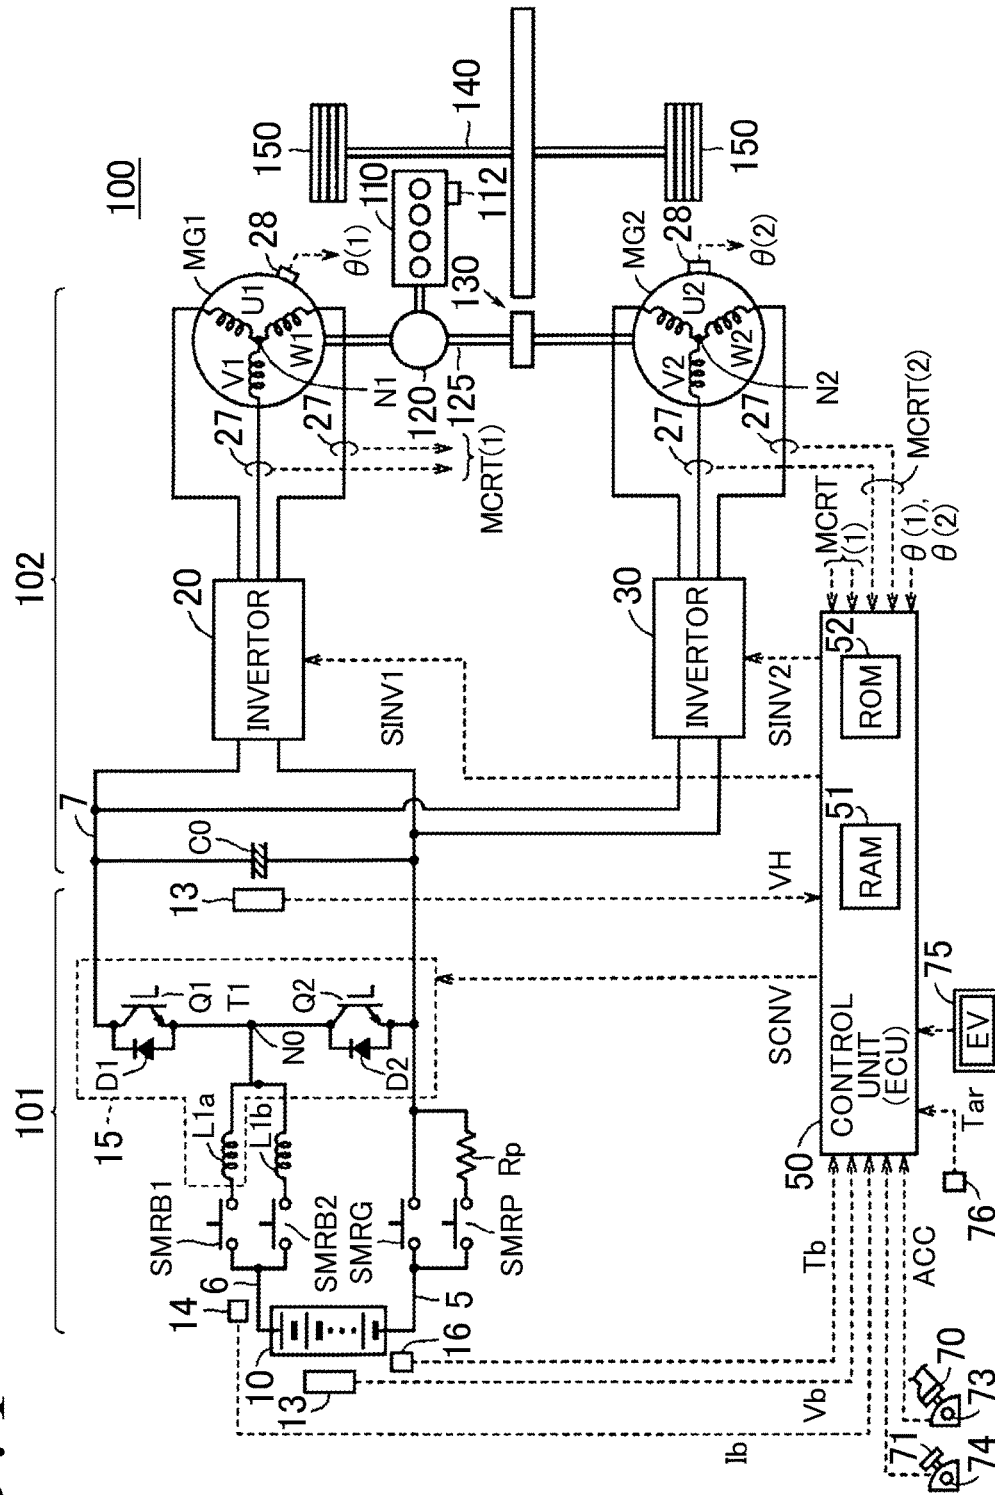 100
101
102
150
140
150
110
112
MG1
28
θ(1)
U1
V1
W1
N1
27
27
MCRT(1)
120
125
130
MG2
28
θ(2)
U2
V2
W2
N2
27
27
MCRT(2)
MCRT
(1)
θ(1),
θ(2)
20
INVERTOR
SINV1
30
INVERTOR
SINV2
7
C0
13
VH
15
D1
Q1
T1
N0
Q2
D2
SCNV
L1a
L1b
SMRB1
SMRB2
SMRG
SMRP
Rp
6
14
10
13
16
5
Tb
Vb
Ib
ACC
50
CONTROL
UNIT
(ECU)
51
RAM
52
ROM
75
EV
Tar
76
70
73
71
74